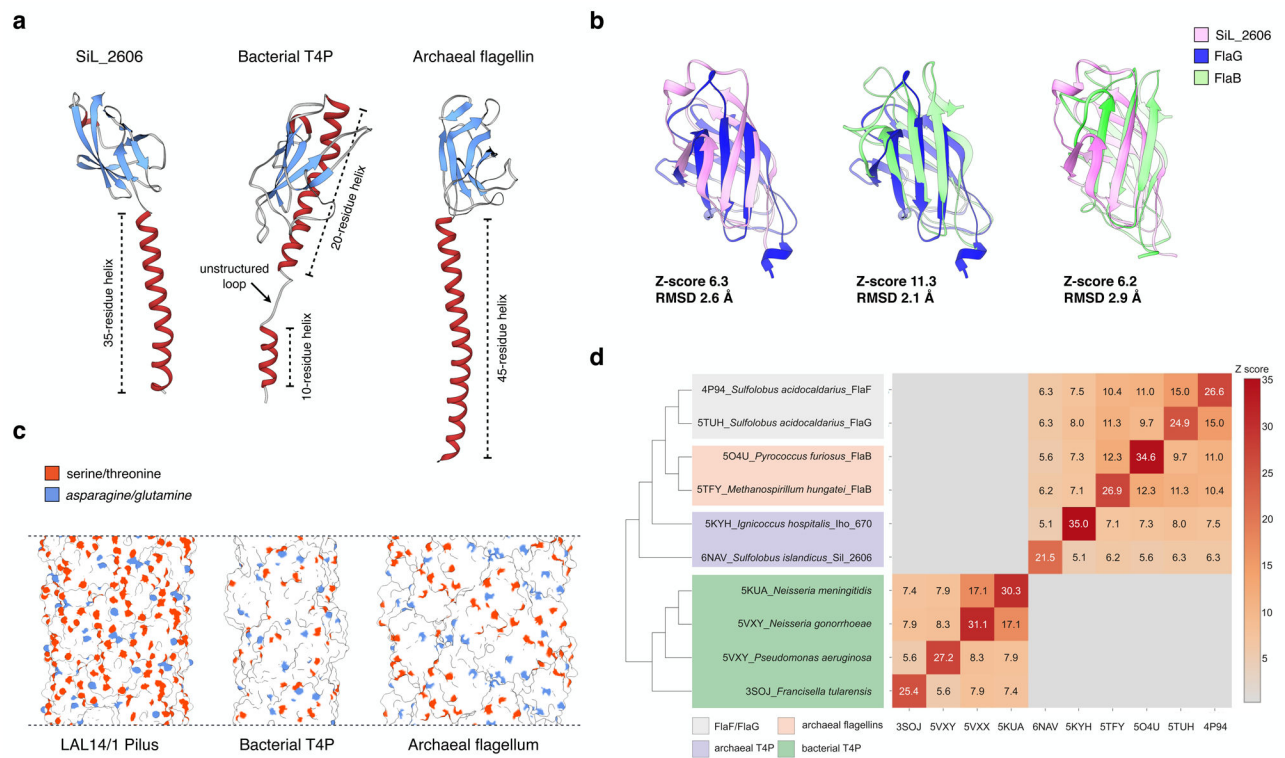 a
SiL_2606
Bacterial T4P
Archaeal flagellin
35-residue helix
unstructured
loop
20-residue helix
10-residue helix
45-residue helix
b
SiL_2606
FlaG
FlaB
Z-score 6.3
RMSD 2.6 Å
Z-score 11.3
RMSD 2.1 Å
Z-score 6.2
RMSD 2.9 Å
c
serine/threonine
asparagine/glutamine
LAL14/1 Pilus
Bacterial T4P
Archaeal flagellum
d
Z score
4P94_Sulfolobus acidocaldarius_FlaF 6.3 7.5 10.4 11.0 15.0 26.6
5TUH_Sulfolobus acidocaldarius_FlaG 6.3 8.0 11.3 9.7 24.9 15.0
5O4U_Pyrococcus furiosus_FlaB 5.6 7.3 12.3 34.6 9.7 11.0
5TFY_Methanospirillum hungatei_FlaB 6.2 7.1 26.9 12.3 11.3 10.4
5KYH_Ignicoccus hospitalis_Iho_670 5.1 35.0 7.1 7.3 8.0 7.5
6NAV_Sulfolobus islandicus_Sil_2606 21.5 5.1 6.2 5.6 6.3 6.3
5KUA_Neisseria meningitidis 7.4 7.9 17.1 30.3
5VXY_Neisseria gonorrhoeae 7.9 8.3 31.1 17.1
5VXY_Pseudomonas aeruginosa 5.6 27.2 8.3 7.9
3SOJ_Francisella tularensis 25.4 5.6 7.9 7.4
3SOJ 5VXY 5VXX 5KUA 6NAV 5KYH 5TFY 5O4U 5TUH 4P94
35
30
25
20
15
10
5
0
FlaF/FlaG
archaeal flagellins
archaeal T4P
bacterial T4P